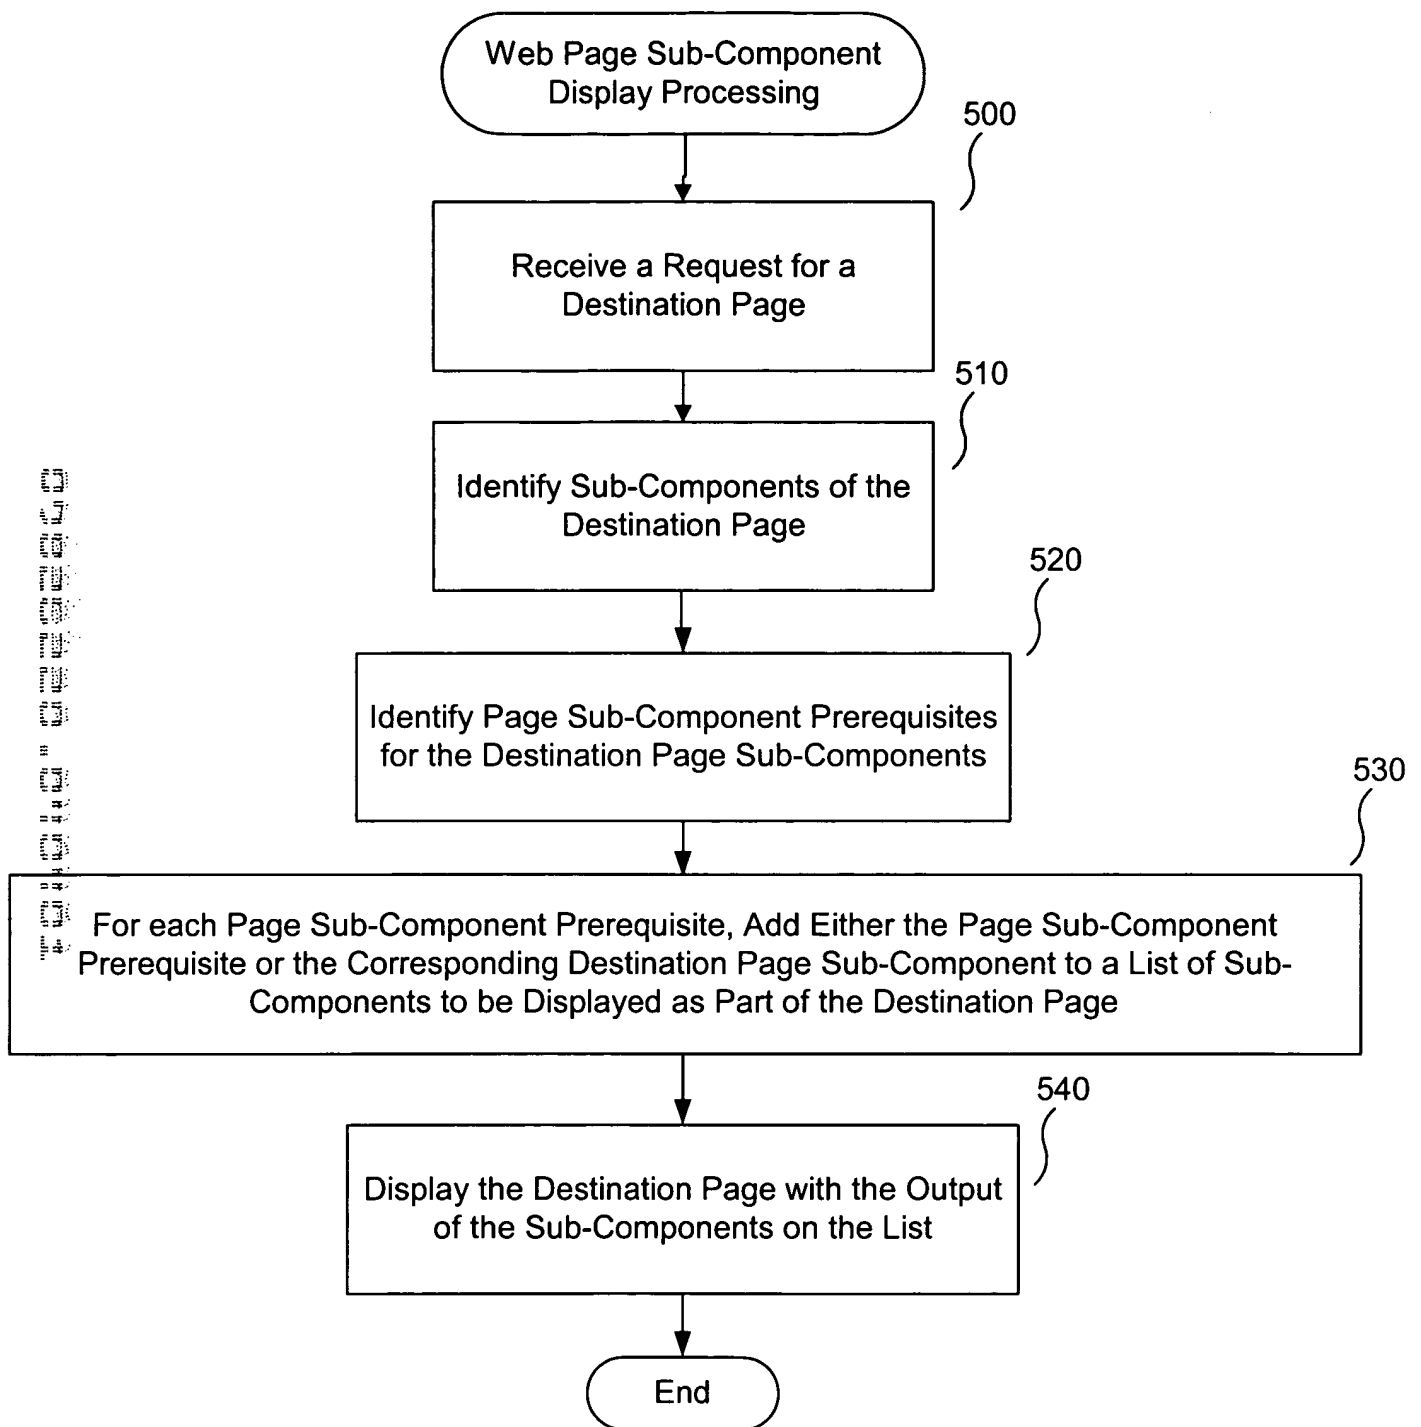 Web Page Sub-Component
Display Processing
500
Receive a Request for a
Destination Page
510
Identify Sub-Components of the
Destination Page
520
Identify Page Sub-Component Prerequisites
for the Destination Page Sub-Components
530
For each Page Sub-Component Prerequisite, Add Either the Page Sub-Component
Prerequisite or the Corresponding Destination Page Sub-Component to a List of Sub-
Components to be Displayed as Part of the Destination Page
540
Display the Destination Page with the Output
of the Sub-Components on the List
End